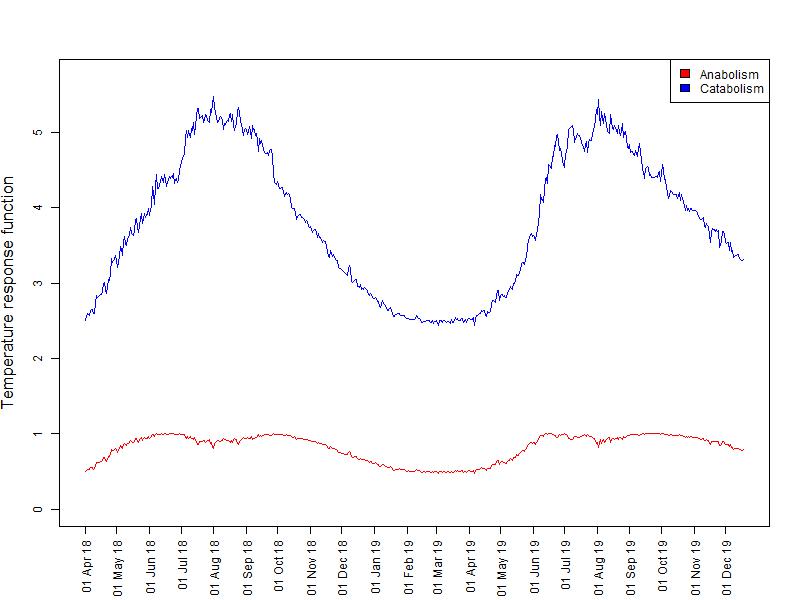 Anabolism
Catabolism
Temperature response function
5
4
3
2
1
0
01 Apr 18
01 May 18
01 Jun 18
01 Jul 18
01 Aug 18
01 Sep 18
01 Oct 18
01 Nov 18
01 Dec 18
01 Jan 19
01 Feb 19
01 Mar 19
01 Apr 19
01 May 19
01 Jun 19
01 Jul 19
01 Aug 19
01 Sep 19
01 Oct 19
01 Nov 19
01 Dec 19